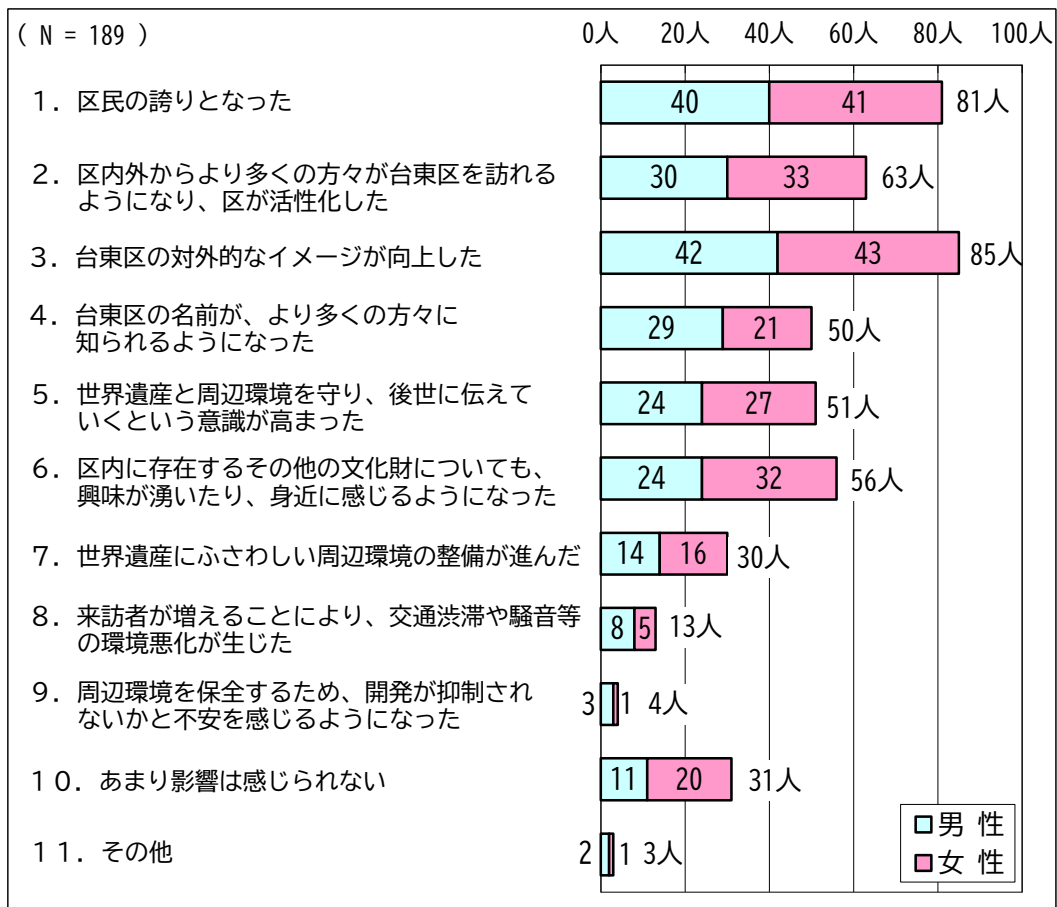 ( N = 189 )
0人 20人 40人 60人 80人 100人
1．区民の誇りとなった
40 41 81人
2．区内外からより多くの方々が台東区を訪れる
ようになり、区が活性化した
30 33 63人
3．台東区の対外的なイメージが向上した
42 43 85人
4．台東区の名前が、より多くの方々に
知られるようになった
29 21 50人
5．世界遺産と周辺環境を守り、後世に伝えて
いくという意識が高まった
24 27 51人
6．区内に存在するその他の文化財についても、
興味が湧いたり、身近に感じるようになった
24 32 56人
7．世界遺産にふさわしい周辺環境の整備が進んだ
14 16 30人
8．来訪者が増えることにより、交通渋滞や騒音等
の環境悪化が生じた
8 5 13人
9．周辺環境を保全するため、開発が抑制され
ないかと不安を感じるようになった
3 1 4人
10．あまり影響は感じられない
11 20 31人
11．その他
2 1 3人
男 性
女 性